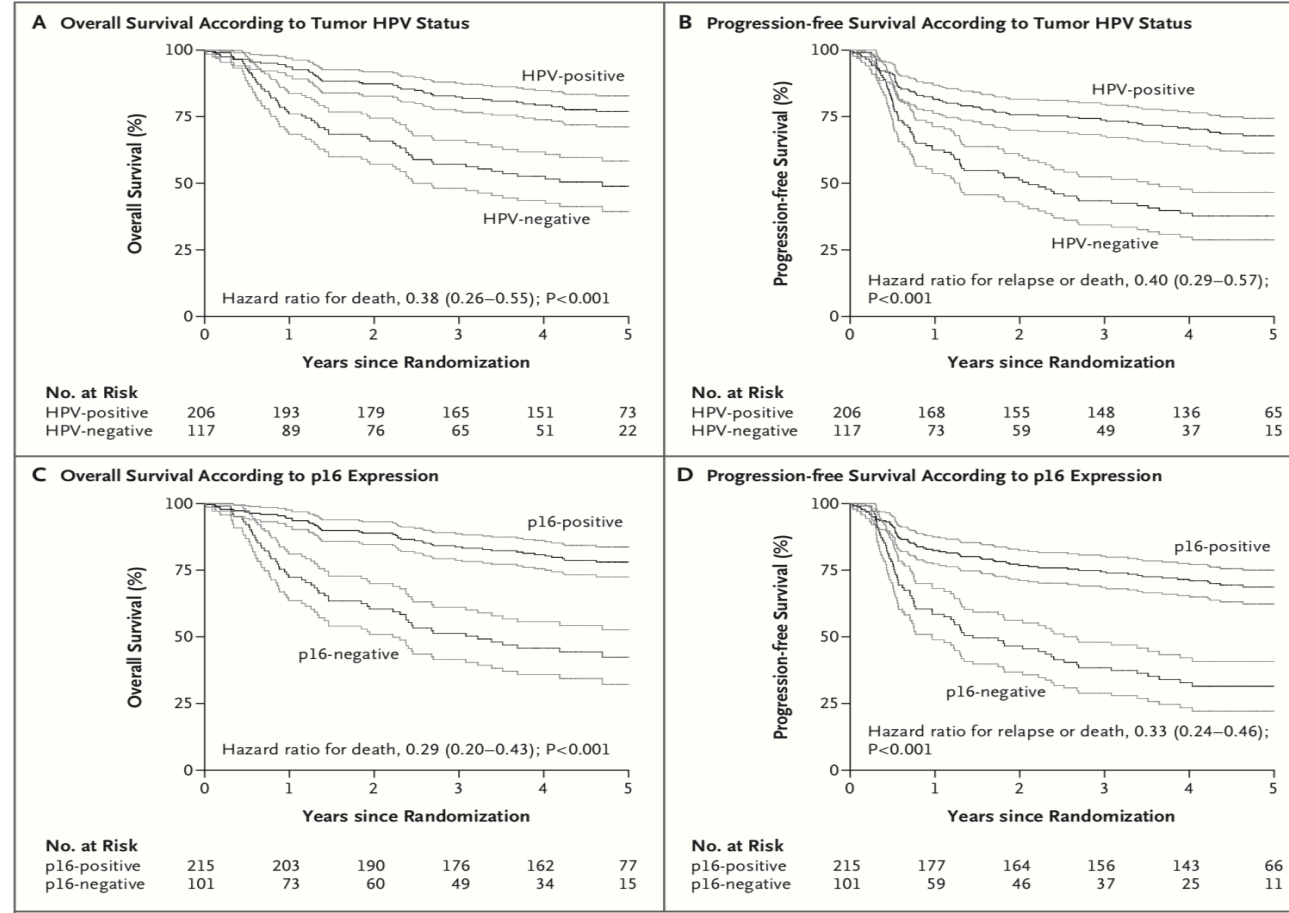 A Overall Survival According to Tumor HPV Status
Overall Survival (%)
100
75
50
25
0
HPV-positive
HPV-negative
Hazard ratio for death, 0.38 (0.26–0.55); P<0.001
0 1 2 3 4 5
Years since Randomization
No. at Risk
HPV-positive 206 193 179 165 151 73
HPV-negative 117 89 76 65 51 22
B Progression-free Survival According to Tumor HPV Status
Progression-free Survival (%)
100
75
50
25
0
HPV-positive
HPV-negative
Hazard ratio for relapse or death, 0.40 (0.29–0.57);
P<0.001
0 1 2 3 4 5
Years since Randomization
No. at Risk
HPV-positive 206 168 155 148 136 65
HPV-negative 117 73 59 49 37 15
C Overall Survival According to p16 Expression
Overall Survival (%)
100
75
50
25
0
p16-positive
p16-negative
Hazard ratio for death, 0.29 (0.20–0.43); P<0.001
0 1 2 3 4 5
Years since Randomization
No. at Risk
p16-positive 215 203 190 176 162 77
p16-negative 101 73 60 49 34 15
D Progression-free Survival According to p16 Expression
Progression-free Survival (%)
100
75
50
25
0
p16-positive
p16-negative
Hazard ratio for relapse or death, 0.33 (0.24–0.46);
P<0.001
0 1 2 3 4 5
Years since Randomization
No. at Risk
p16-positive 215 177 164 156 143 66
p16-negative 101 59 46 37 25 11